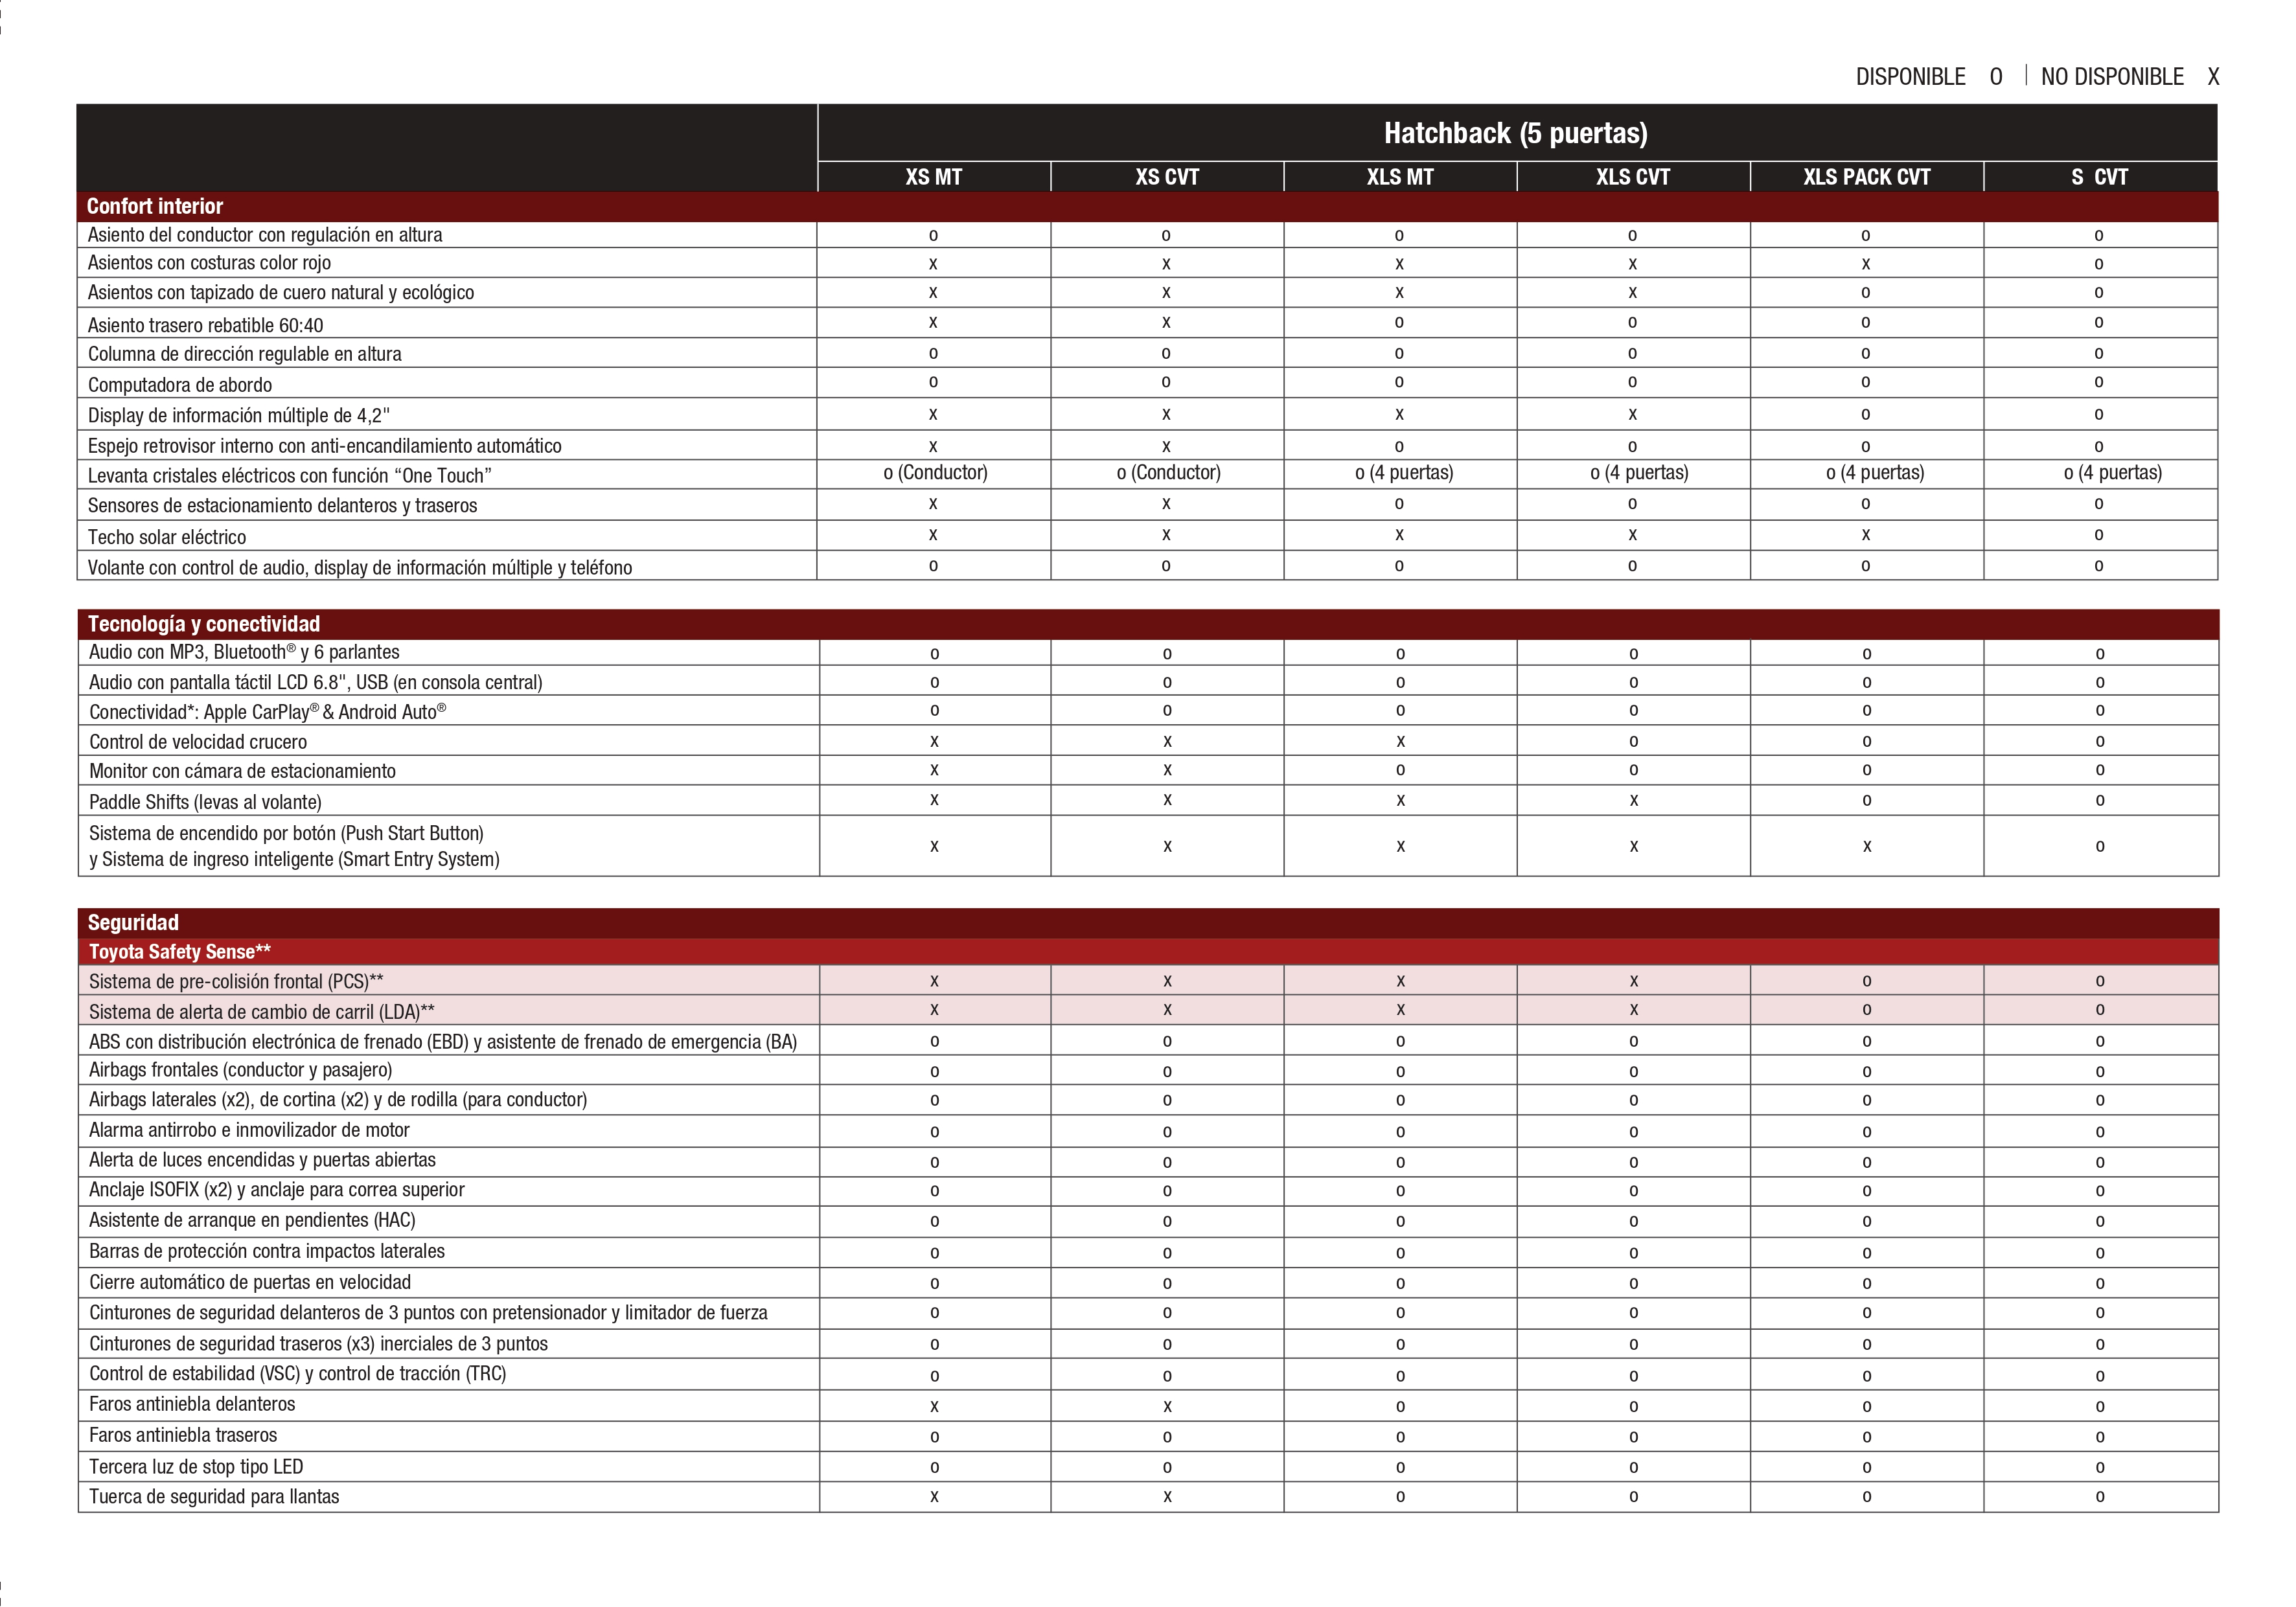 DISPONIBLE O | NO DISPONIBLE X
Hatchback (5 puertas)
XS MT XS CVT XLS MT XLS CVT XLS PACK CVT S CVT
Confort interior
Asiento del conductor con regulación en altura o o o o o o
Asientos con costuras color rojo x x x x x o
Asientos con tapizado de cuero natural y ecológico x x x x o o
Asiento trasero rebatible 60:40 x x o o o o
Columna de dirección regulable en altura o o o o o o
Computadora de abordo o o o o o o
Display de información múltiple de 4,2" x x x x o o
Espejo retrovisor interno con anti-encandilamiento automático x x o o o o
Levanta cristales eléctricos con función “One Touch” o (Conductor) o (Conductor) o (4 puertas) o (4 puertas) o (4 puertas) o (4 puertas)
Sensores de estacionamiento delanteros y traseros x x o o o o
Techo solar eléctrico x x x x x o
Volante con control de audio, display de información múltiple y teléfono o o o o o o
Tecnología y conectividad
Audio con MP3, Bluetooth® y 6 parlantes o o o o o o
Audio con pantalla táctil LCD 6.8", USB (en consola central) o o o o o o
Conectividad*: Apple CarPlay® & Android Auto® o o o o o o
Control de velocidad crucero x x x o o o
Monitor con cámara de estacionamiento x x o o o o
Paddle Shifts (levas al volante) x x x x o o
Sistema de encendido por botón (Push Start Button)
y Sistema de ingreso inteligente (Smart Entry System) x x x x x o
Seguridad
Toyota Safety Sense**
Sistema de pre-colisión frontal (PCS)** x x x x o o
Sistema de alerta de cambio de carril (LDA)** x x x x o o
ABS con distribución electrónica de frenado (EBD) y asistente de frenado de emergencia (BA) o o o o o o
Airbags frontales (conductor y pasajero) o o o o o o
Airbags laterales (x2), de cortina (x2) y de rodilla (para conductor) o o o o o o
Alarma antirrobo e inmovilizador de motor o o o o o o
Alerta de luces encendidas y puertas abiertas o o o o o o
Anclaje ISOFIX (x2) y anclaje para correa superior o o o o o o
Asistente de arranque en pendientes (HAC) o o o o o o
Barras de protección contra impactos laterales o o o o o o
Cierre automático de puertas en velocidad o o o o o o
Cinturones de seguridad delanteros de 3 puntos con pretensionador y limitador de fuerza o o o o o o
Cinturones de seguridad traseros (x3) inerciales de 3 puntos o o o o o o
Control de estabilidad (VSC) y control de tracción (TRC) o o o o o o
Faros antiniebla delanteros x x o o o o
Faros antiniebla traseros o o o o o o
Tercera luz de stop tipo LED o o o o o o
Tuerca de seguridad para llantas x x o o o o